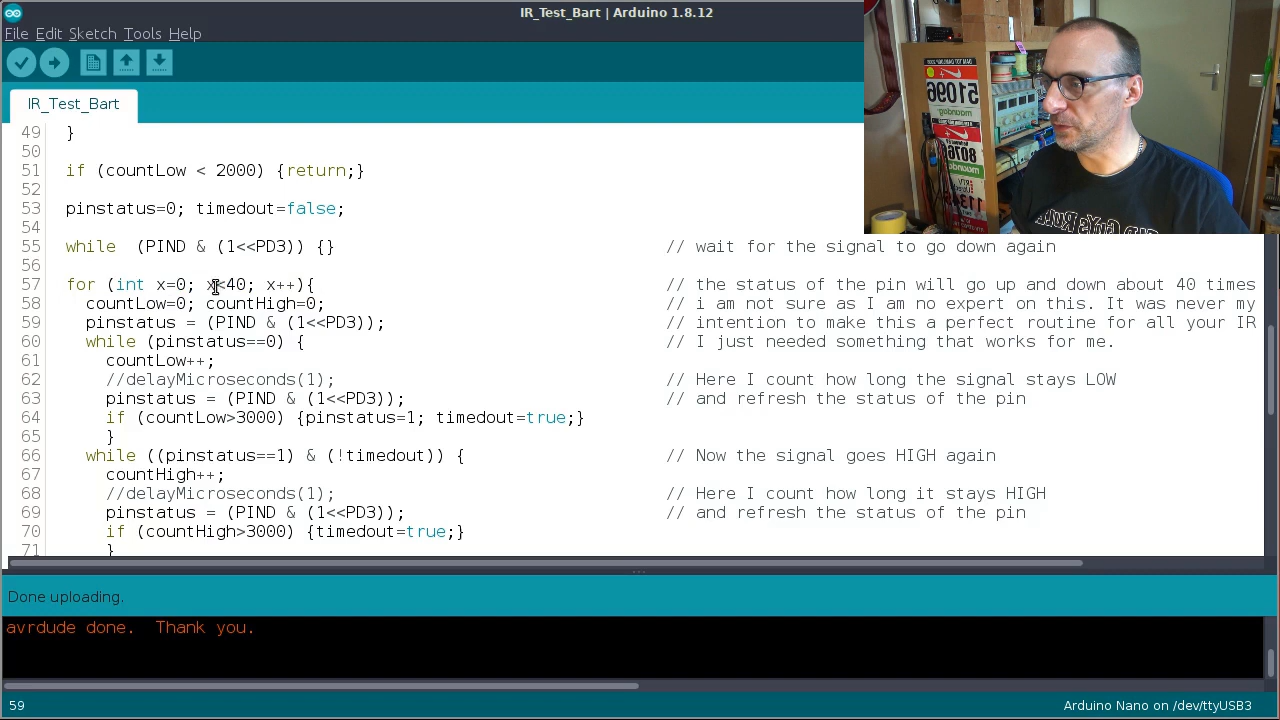 IR_Test_Bart | Arduino 1.8.12
File Edit Sketch Tools Help
IR_Test_Bart
49 }
50
51 if (countLow < 2000) {return;}
52
53 pinstatus=0; timedout=false;
54
55 while (PIND & (1<<PD3)) {} // wait for the signal to go down again
56
57 for (int x=0; x<40; x++){ // the status of the pin will go up and down about 40 times
58 countLow=0; countHigh=0; // i am not sure as I am no expert on this. It was never my
59 pinstatus = (PIND & (1<<PD3)); // intention to make this a perfect routine for all your IR
60 while (pinstatus==0) { // I just needed something that works for me.
61 countLow++;
62 //delayMicroseconds(1); // Here I count how long the signal stays LOW
63 pinstatus = (PIND & (1<<PD3)); // and refresh the status of the pin
64 if (countLow>3000) {pinstatus=1; timedout=true;}
65 }
66 while ((pinstatus==1) & (!timedout)) { // Now the signal goes HIGH again
67 countHigh++;
68 //delayMicroseconds(1); // Here I count how long it stays HIGH
69 pinstatus = (PIND & (1<<PD3)); // and refresh the status of the pin
70 if (countHigh>3000) {timedout=true;}
71 }
Done uploading.
avrdude done. Thank you.
59
Arduino Nano on /dev/ttyUSB3
51096